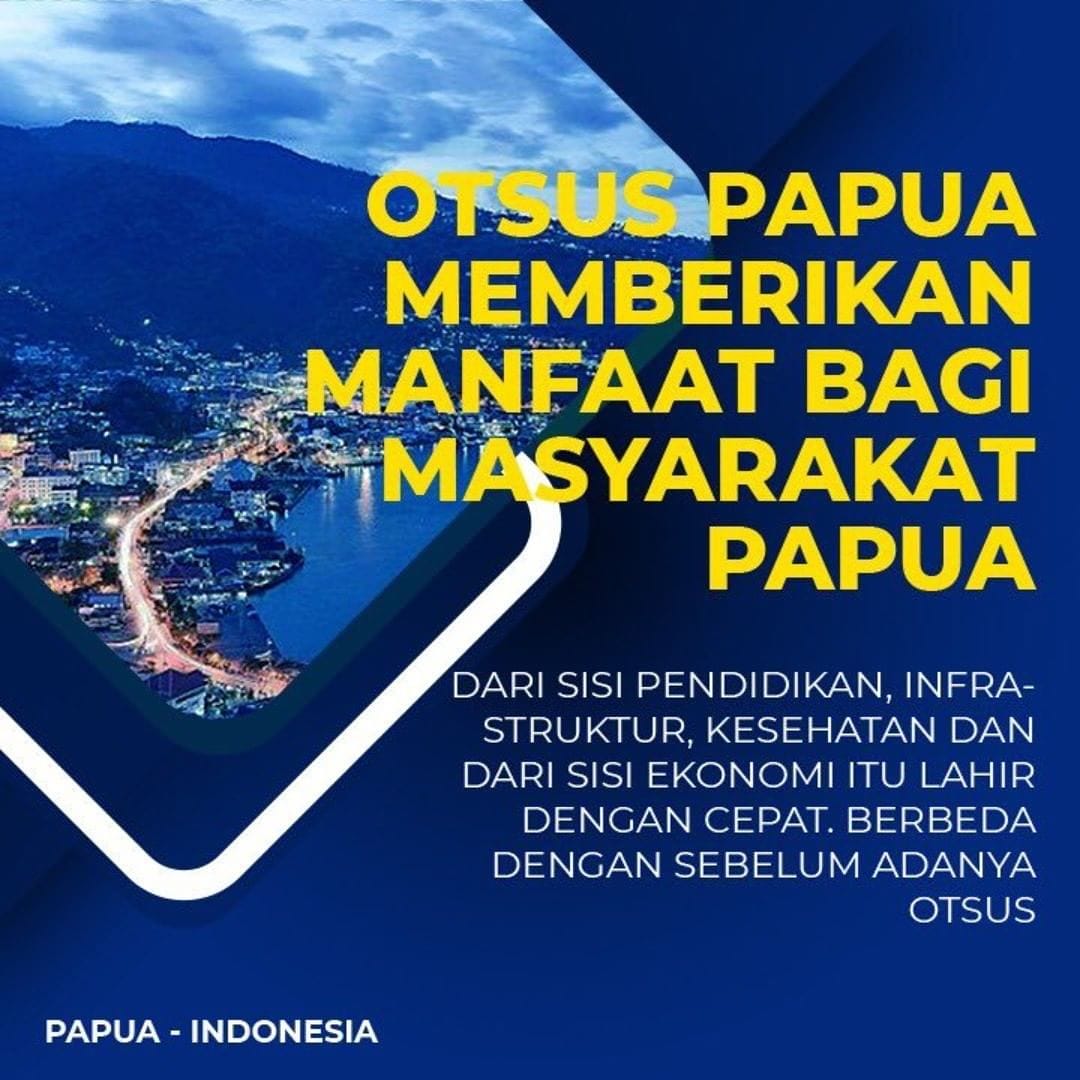 OTSUS PAPUA
MEMBERIKAN
MANFAAT BAGI
MASYARAKAT
PAPUA
DARI SISI PENDIDIKAN, INFRA-
STRUKTUR, KESEHATAN DAN
DARI SISI EKONOMI ITU LAHIR
DENGAN CEPAT. BERBEDA
DENGAN SEBELUM ADANYA
OTSUS
PAPUA - INDONESIA